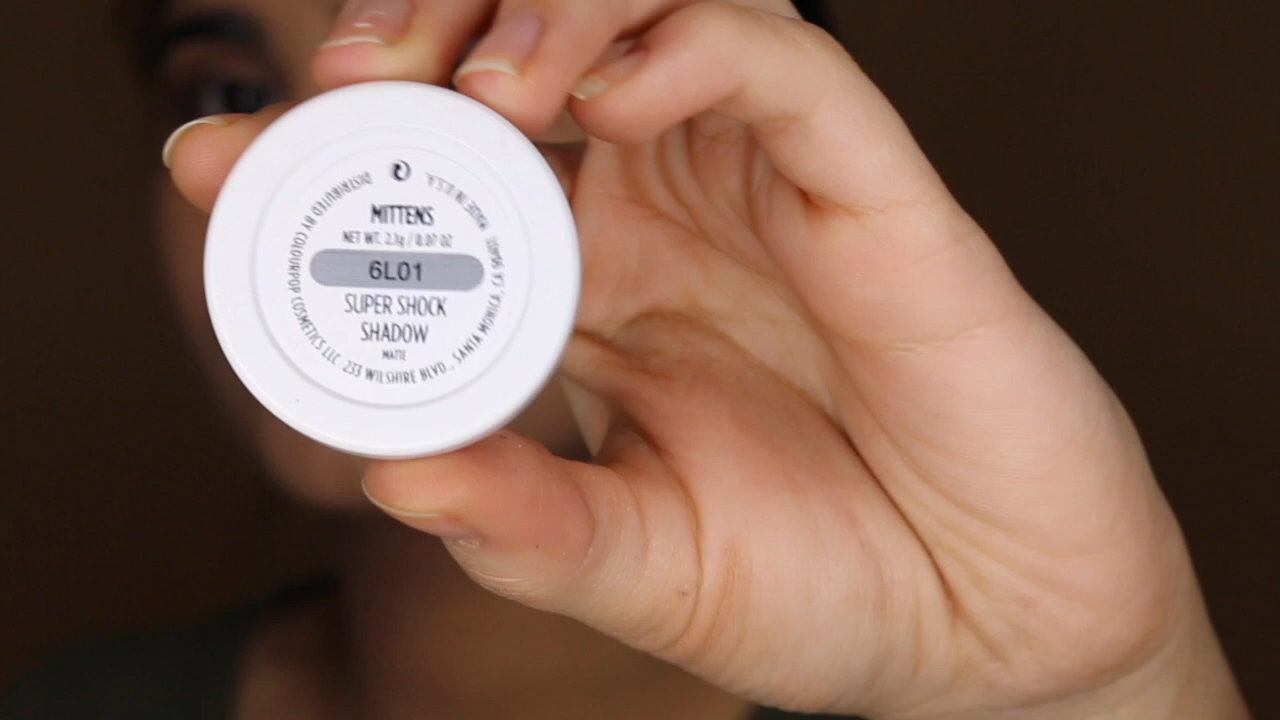 MITTENS
NET WT. 2.1g / 0.07 OZ
6L01
SUPER SHOCK
SHADOW
MATTE
DISTRIBUTED BY COLOURPOP COSMETICS LLC 233 WILSHIRE BLVD., SANTA MONICA, CA 90401 MADE IN U.S.A.